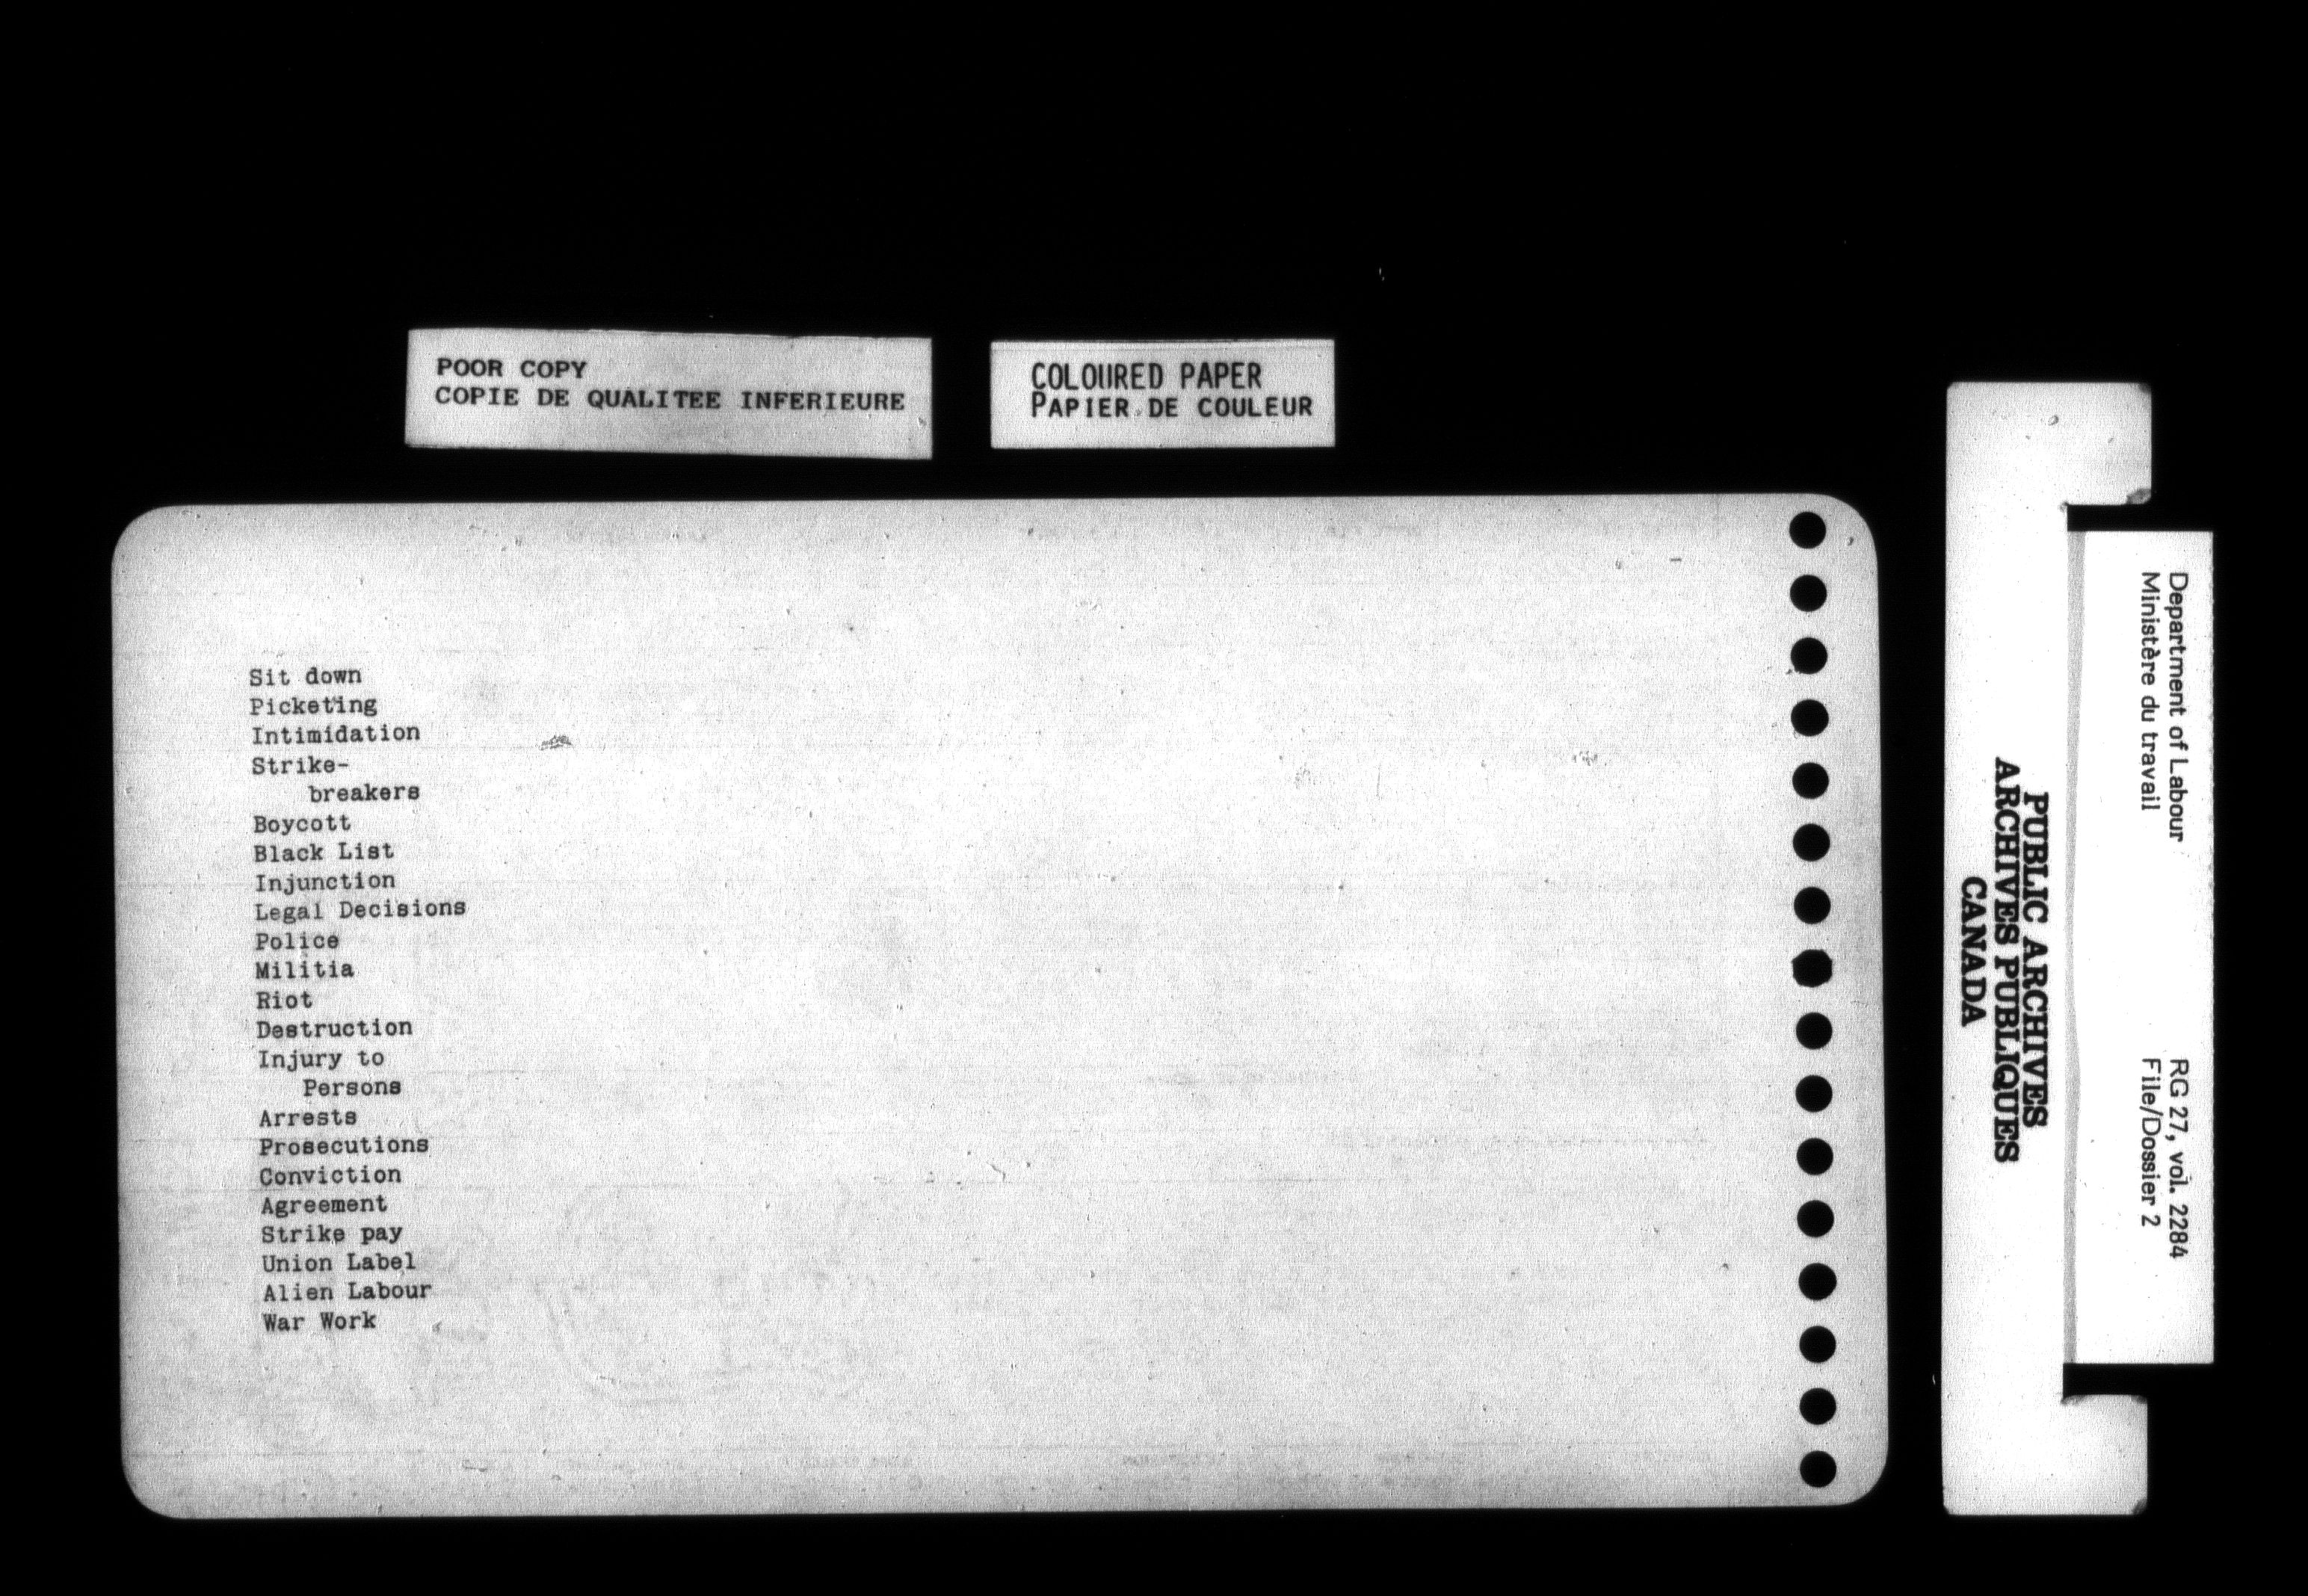 POOR COPY
COPIE DE QUALITEE INFERIEURE
COLOURED PAPER
PAPIER DE COULEUR
Sit down
Picketing
Intimidation
Strike-
breakers
Boycott
Black List
Injunction
Legal Decisions
Police
Militia
Riot
Destruction
Injury to
Persons
Arrests
Prosecutions
Conviction
Agreement
Strike pay
Union Label
Alien Labour
War Work
PUBLIC ARCHIVES
ARCHIVES PUBLIQUES
CANADA
Department of Labour
Ministère du travail
RG 27, vol. 2284
File/Dossier 2